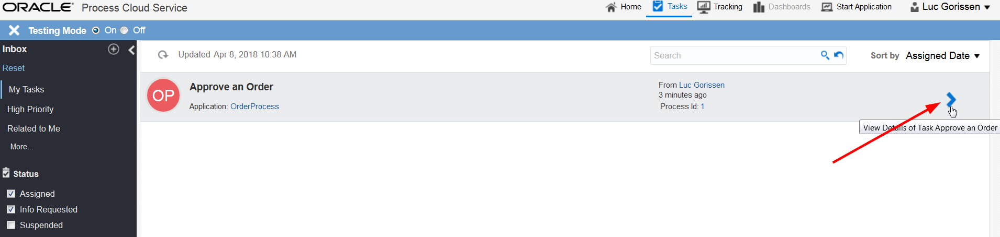 ORACLE® Process Cloud Service
Home Tasks Tracking Dashboards Start Application Luc Gorissen
Testing Mode On Off
Inbox
Reset
My Tasks
High Priority
Related to Me
More...
Status
Assigned
Info Requested
Suspended
Updated Apr 8, 2018 10:38 AM
Search
Sort by Assigned Date
OP
Approve an Order
Application: OrderProcess
From Luc Gorissen
3 minutes ago
Process Id: 1
View Details of Task Approve an Order